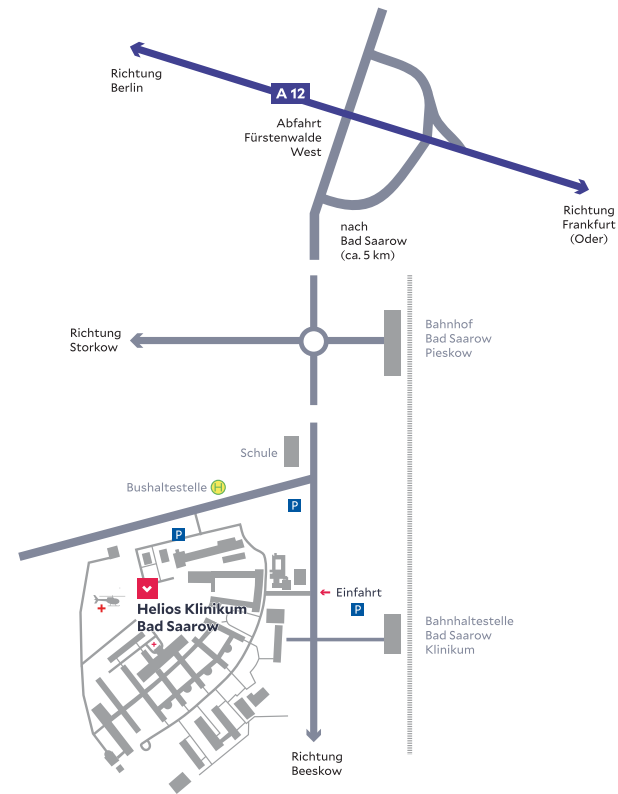 Richtung
Berlin
A 12
Abfahrt
Fürstenwalde
West
Richtung
Frankfurt
(Oder)
nach
Bad Saarow
(ca. 5 km)
Richtung
Storkow
Bahnhof
Bad Saarow
Pieskow
Schule
Bushaltestelle H
P
P
Einfahrt
P
Helios Klinikum
Bad Saarow
Bahnhaltestelle
Bad Saarow
Klinikum
Richtung
Beeskow